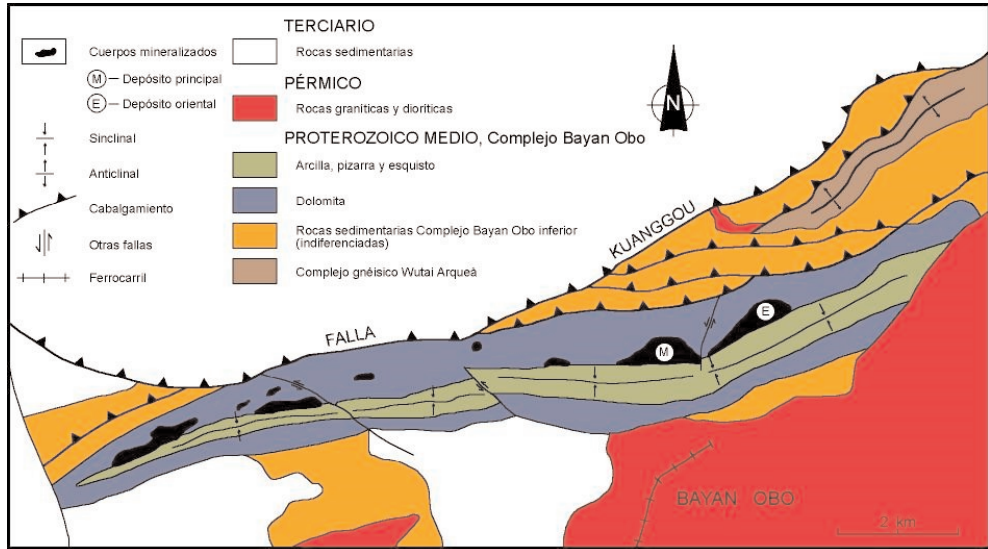 Cuerpos mineralizados
M — Depósito principal
E — Depósito oriental
Sinclinal
Anticlinal
Cabalgamiento
Otras fallas
Ferrocarril
TERCIARIO
Rocas sedimentarias
PÉRMICO
Rocas graniticas y dioríticas
PROTEROZOICO MEDIO, Complejo Bayan Obo
Arcilla, pizarra y esquisto
Dolomita
Rocas sedimentarias Complejo Bayan Obo inferior
(indiferenciadas)
Complejo gnéisico Wutai Arqueà
N
KUANGGOU
FALLA
E
M
BAYAN OBO
2 km